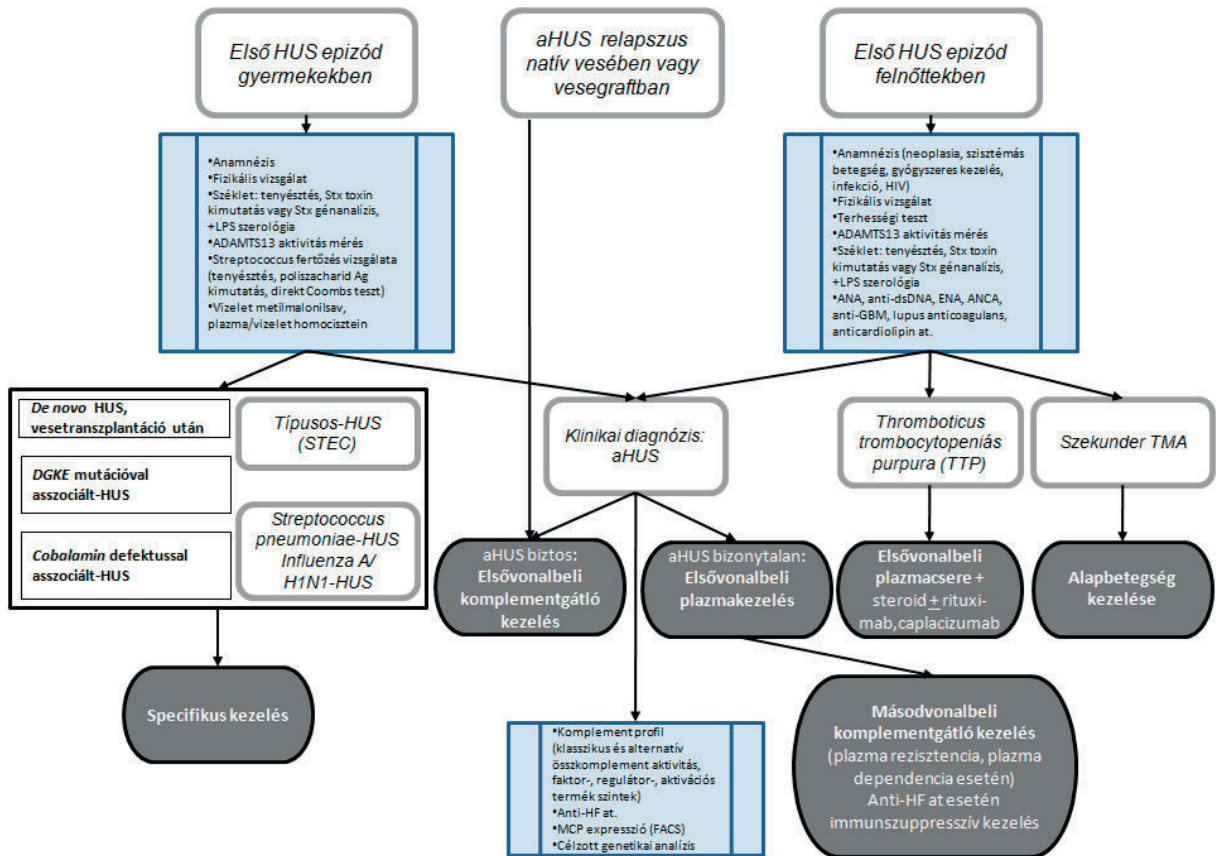 Első HUS epizód
gyermekekben
aHUS relapszus
natív vesében vagy
vesegraftban
Első HUS epizód
felnőttekben
•Anamnézis
•Fizikális vizsgálat
•Széklet: tenyésztés, Stx toxin
kimutatás vagy Stx génanalízis,
+LPS szerológia
•ADAMTS13 aktivitás mérés
•Streptococcus fertőzés vizsgálata
(tenyésztés, poliszacharid Ag
kimutatás, direkt Coombs teszt)
•Vizelet metilmalonilsav,
plazma/vizelet homocisztein
•Anamnézis (neoplasia, szisztémás
betegség, gyógyszeres kezelés,
infekció, HIV)
•Fizikális vizsgálat
•Terhességi teszt
•ADAMTS13 aktivitás mérés
•Széklet: tenyésztés, Stx toxin
kimutatás vagy Stx génanalízis,
+LPS szerológia
•ANA, anti-dsDNA, ENA, ANCA,
anti-GBM, lupus anticoagulans,
anticardiolipin at.
De novo HUS,
vesetranszplantáció után
DGKE mutációval
asszociált-HUS
Cobalamin defektussal
asszociált-HUS
Típusos-HUS
(STEC)
Streptococcus
pneumoniae-HUS
Influenza A/
H1N1-HUS
Klinikai diagnózis:
aHUS
Thromboticus
trombocytopeniás
purpura (TTP)
Szekunder TMA
aHUS biztos:
Elsővonalbeli
komplementgátló
kezelés
aHUS bizonytalan:
Elsővonalbeli
plazmakezelés
Elsővonalbeli
plazmacsere +
steroid + rituxi-
mab,caplacizumab
Alapbetegség
kezelése
Specifikus kezelés
•Komplement profil
(klasszikus és alternatív
összkomplement aktivitás,
faktor-, regulátor-, aktivációs
termék szintek)
•Anti-HF at.
•MCP expresszió (FACS)
•Célzott genetikai analízis
Másodvonalbeli
komplementgátló kezelés
(plazma rezisztencia, plazma
dependencia esetén)
Anti-HF at esetén
immunszuppresszív kezelés